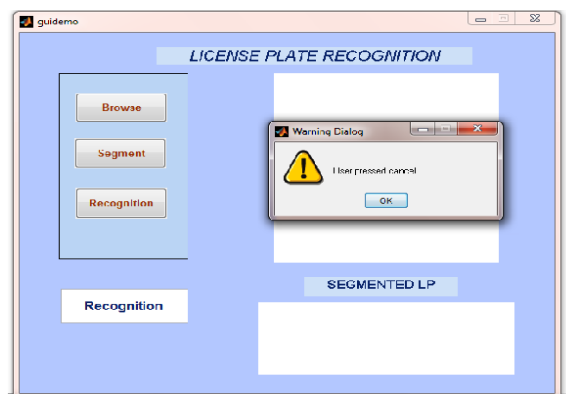 guidemo
LICENSE PLATE RECOGNITION
Browse
Segment
Recognition
Warning Dialog
User pressed cancel
OK
SEGMENTED LP
Recognition